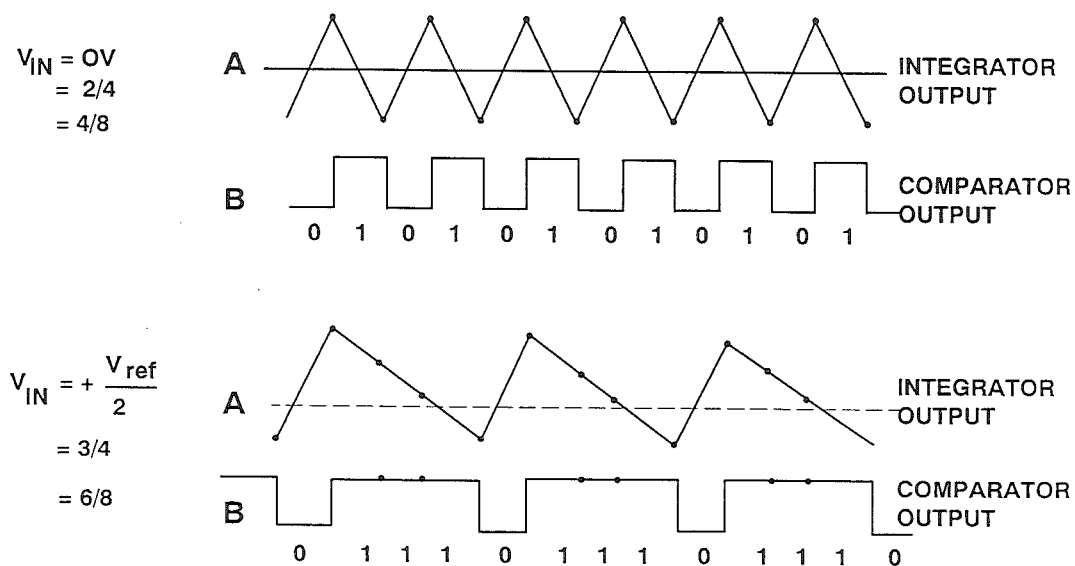 V_IN = OV
= 2/4
= 4/8
A
INTEGRATOR
OUTPUT
B
COMPARATOR
OUTPUT
0 1 0 1 0 1 0 1 0 1 0 1
V_IN = + V_ref / 2
= 3/4
= 6/8
A
INTEGRATOR
OUTPUT
B
COMPARATOR
OUTPUT
0 1 1 1 0 1 1 1 0 1 1 1 0